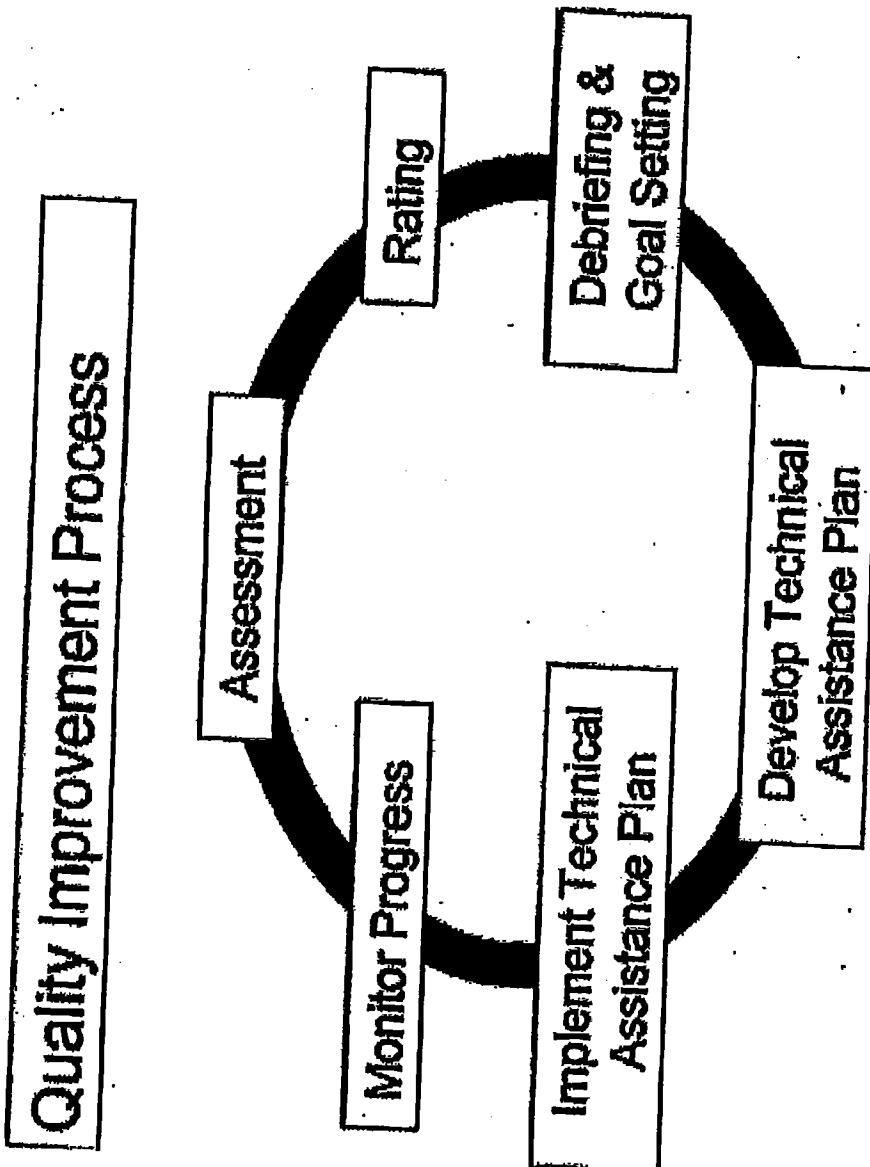 Quality Improvement Process
Assessment
Rating
Debriefing &
Goal Setting
Develop Technical
Assistance Plan
Implement Technical
Assistance Plan
Monitor Progress